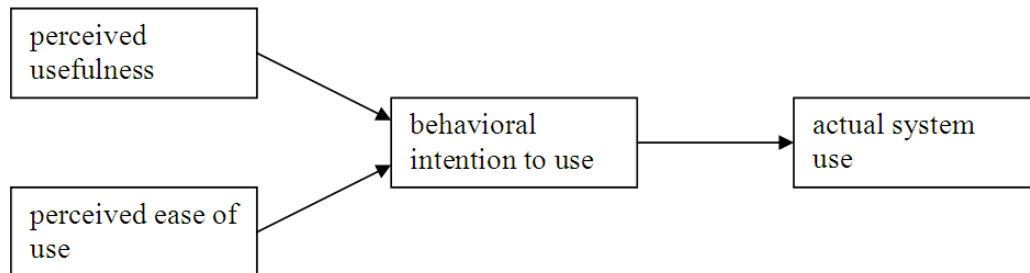 perceived
usefulness
behavioral
intention to use
actual system
use
perceived ease of
use